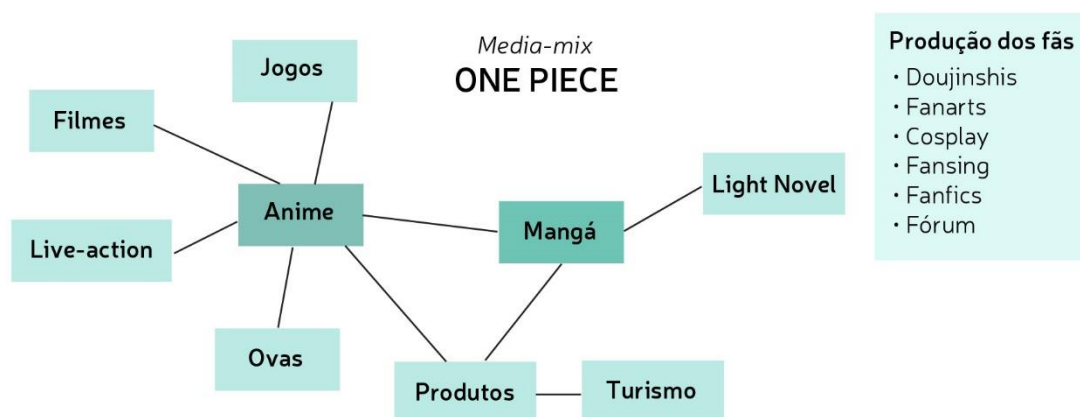 Media-mix
ONE PIECE
Jogos
Filmes
Anime
Mangá
Light Novel
Live-action
Ovas
Produtos
Turismo
Produção dos fãs
· Doujinshis
· Fanarts
· Cosplay
· Fansing
· Fanfics
· Fórum